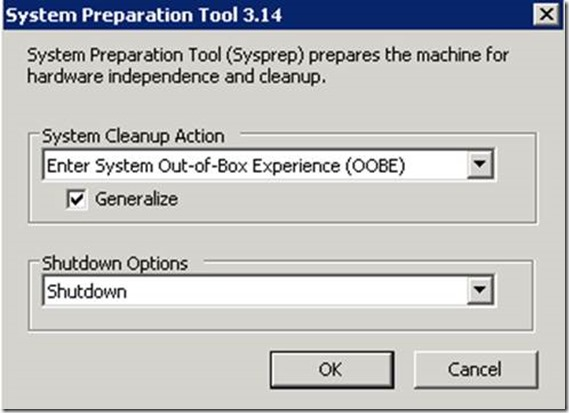 System Preparation Tool 3.14
System Preparation Tool (Sysprep) prepares the machine for
hardware independence and cleanup.
System Cleanup Action
Enter System Out-of-Box Experience (OOBE)
Generalize
Shutdown Options
Shutdown
OK
Cancel